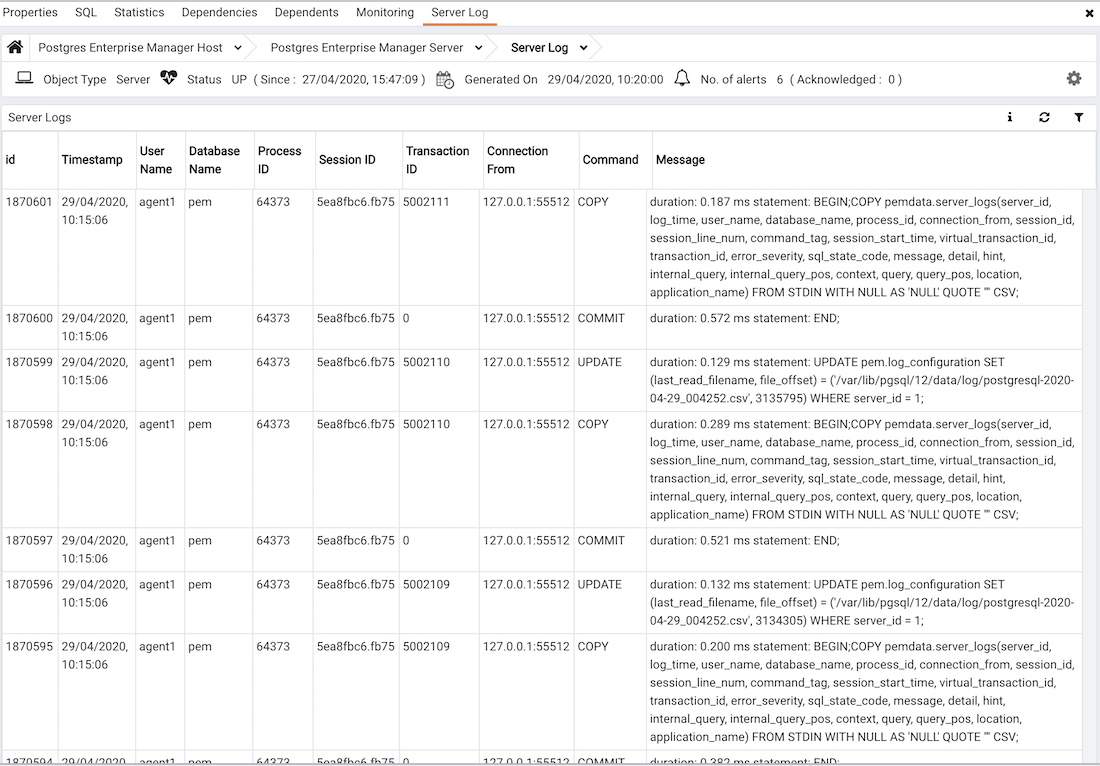 Properties SQL Statistics Dependencies Dependents Monitoring Server Log
Postgres Enterprise Manager Host Postgres Enterprise Manager Server Server Log
Object Type Server Status UP ( Since : 27/04/2020, 15:47:09 ) Generated On 29/04/2020, 10:20:00 No. of alerts 6 ( Acknowledged : 0 )
Server Logs
id Timestamp User Name Database Name Process ID Session ID Transaction ID Connection From Command Message
1870601 29/04/2020, agent1 pem 64373 5ea8fbc6.fb75 5002111 127.0.0.1:55512 COPY duration: 0.187 ms statement: BEGIN;COPY pemdata.server_logs(server_id,
10:15:06 log_time, user_name, database_name, process_id, connection_from, session_id,
session_line_num, command_tag, session_start_time, virtual_transaction_id,
transaction_id, error_severity, sql_state_code, message, detail, hint,
internal_query, internal_query_pos, context, query, query_pos, location,
application_name) FROM STDIN WITH NULL AS 'NULL' QUOTE '"' CSV;
1870600 29/04/2020, agent1 pem 64373 5ea8fbc6.fb75 0 127.0.0.1:55512 COMMIT duration: 0.572 ms statement: END;
10:15:06
1870599 29/04/2020, agent1 pem 64373 5ea8fbc6.fb75 5002110 127.0.0.1:55512 UPDATE duration: 0.129 ms statement: UPDATE pem.log_configuration SET
10:15:06 (last_read_filename, file_offset) = ('/var/lib/pgsql/12/data/log/postgresql-2020-
04-29_004252.csv', 3135795) WHERE server_id = 1;
1870598 29/04/2020, agent1 pem 64373 5ea8fbc6.fb75 5002110 127.0.0.1:55512 COPY duration: 0.289 ms statement: BEGIN;COPY pemdata.server_logs(server_id,
10:15:06 log_time, user_name, database_name, process_id, connection_from, session_id,
session_line_num, command_tag, session_start_time, virtual_transaction_id,
transaction_id, error_severity, sql_state_code, message, detail, hint,
internal_query, internal_query_pos, context, query, query_pos, location,
application_name) FROM STDIN WITH NULL AS 'NULL' QUOTE '"' CSV;
1870597 29/04/2020, agent1 pem 64373 5ea8fbc6.fb75 0 127.0.0.1:55512 COMMIT duration: 0.521 ms statement: END;
10:15:06
1870596 29/04/2020, agent1 pem 64373 5ea8fbc6.fb75 5002109 127.0.0.1:55512 UPDATE duration: 0.132 ms statement: UPDATE pem.log_configuration SET
10:15:06 (last_read_filename, file_offset) = ('/var/lib/pgsql/12/data/log/postgresql-2020-
04-29_004252.csv', 3134305) WHERE server_id = 1;
1870595 29/04/2020, agent1 pem 64373 5ea8fbc6.fb75 5002109 127.0.0.1:55512 COPY duration: 0.200 ms statement: BEGIN;COPY pemdata.server_logs(server_id,
10:15:06 log_time, user_name, database_name, process_id, connection_from, session_id,
session_line_num, command_tag, session_start_time, virtual_transaction_id,
transaction_id, error_severity, sql_state_code, message, detail, hint,
internal_query, internal_query_pos, context, query, query_pos, location,
application_name) FROM STDIN WITH NULL AS 'NULL' QUOTE '"' CSV;
1870594 29/04/2020, agent1 pem 64373 5ea8fbc6.fb75 0 127.0.0.1:55512 COMMIT duration: 0.382 ms statement: END;